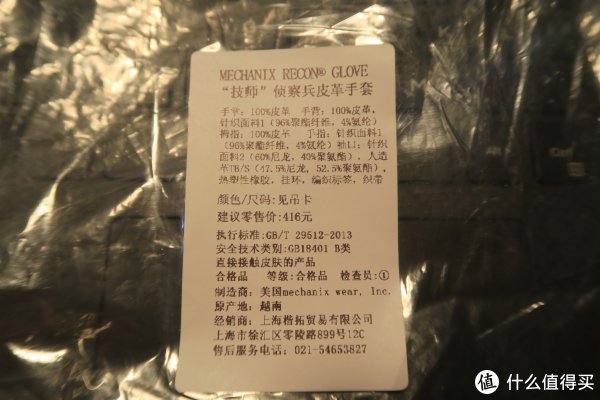 MECHANIX RECON® GLOVE
“技师”侦察兵皮革手套
手掌：100%皮革 手背：100%皮革，
针织面料1（96%聚酯纤维，4%氨纶）
拇指：100%皮革 手指：针织面料1
（96%聚酯纤维，4%氨纶）袖口：针织
面料2（60%尼龙，40%聚氨酯），人造
革TB/S（47.5%尼龙，52.5%聚氨酯），
热塑性橡胶，挂环，编织标签，织带
颜色/尺码:见吊卡
建议零售价:416元
执行标准:GB/T 29512-2013
安全技术类别:GB18401 B类
直接接触皮肤的产品
合格品 等级:合格品 检查员:①
制造商：美国mechanix wear, Inc.
原产地：越南
经销商：上海楷拓贸易有限公司
上海市徐汇区零陵路899号12C
售后服务电话：021-54653827
值 什么值得买